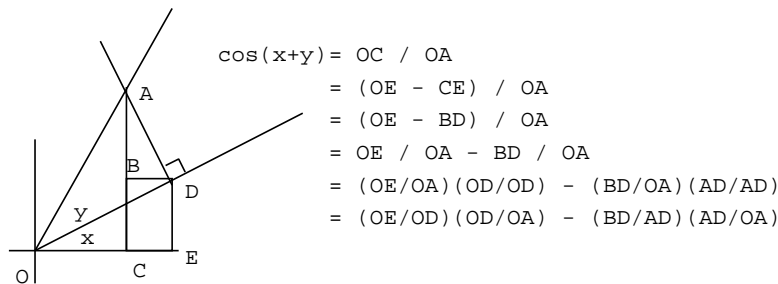 cos(x+y)= OC / OA
= (OE - CE) / OA
= (OE - BD) / OA
= OE / OA - BD / OA
= (OE/OA)(OD/OD) - (BD/OA)(AD/AD)
= (OE/OD)(OD/OA) - (BD/AD)(AD/OA)
A
B
D
y
x
E
C
O